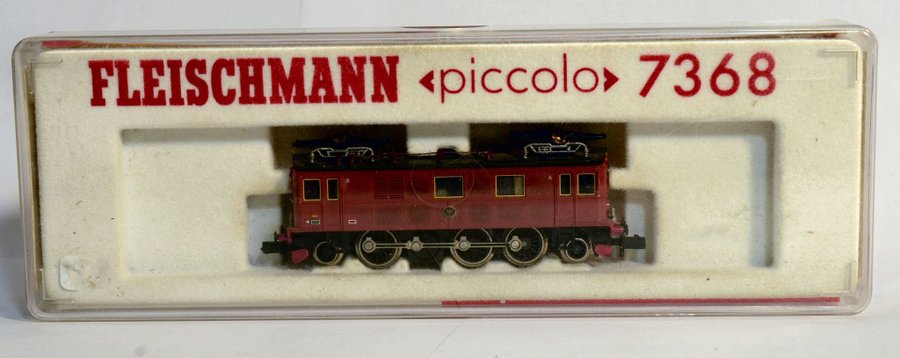 FLEISCHMANN «piccolo» 7368
B A